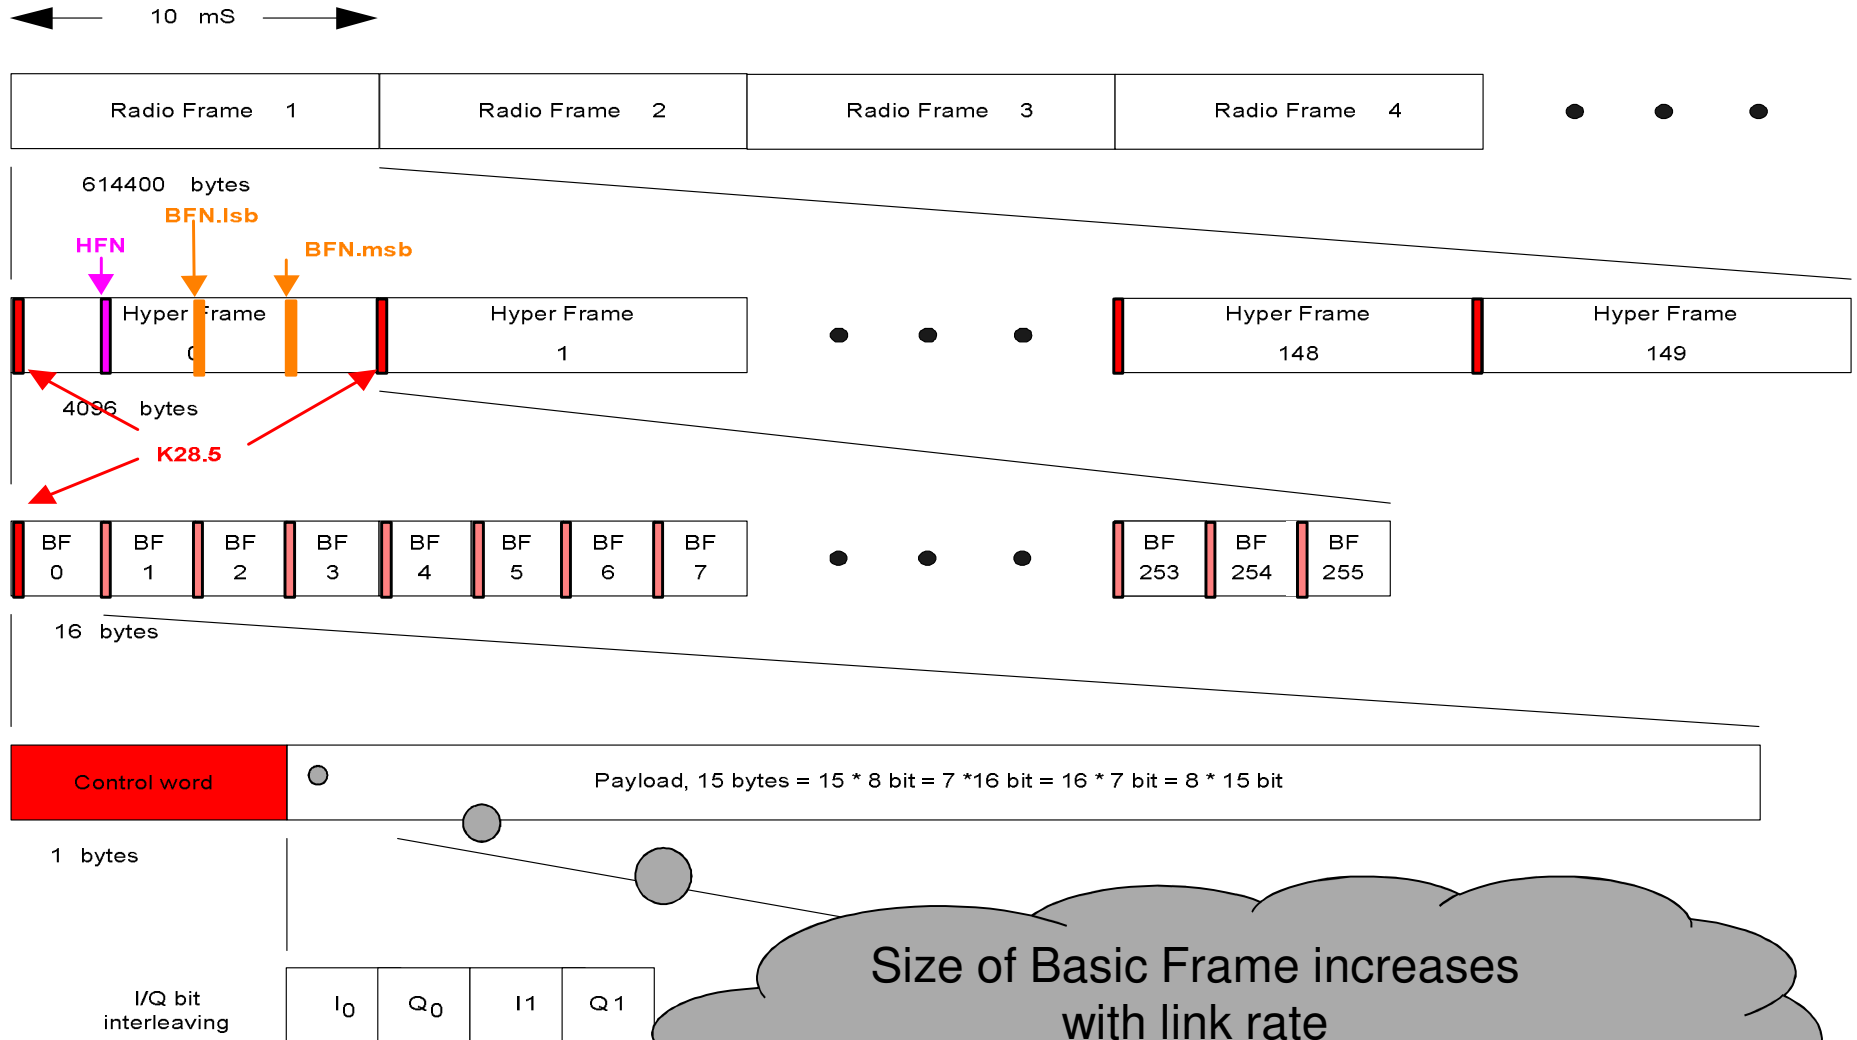 10 mS
Radio Frame 1
Radio Frame 2
Radio Frame 3
Radio Frame 4
614400 bytes
BFN.lsb
HFN
BFN.msb
Hyper Frame
0
Hyper Frame
1
Hyper Frame
148
Hyper Frame
149
4096 bytes
K28.5
BF
0
BF
1
BF
2
BF
3
BF
4
BF
5
BF
6
BF
7
BF
253
BF
254
BF
255
16 bytes
Control word
Payload, 15 bytes = 15 * 8 bit = 7 *16 bit = 16 * 7 bit = 8 * 15 bit
1 bytes
Size of Basic Frame increases
with link rate
I/Q bit
interleaving
I0
Q0
I1
Q1